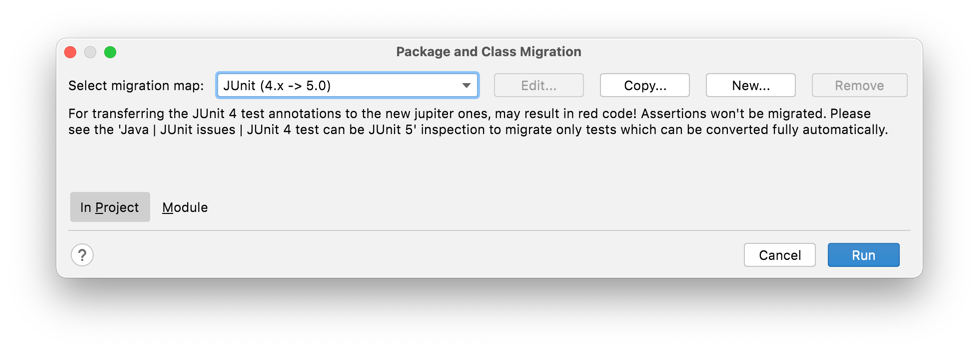 Package and Class Migration
Select migration map: JUnit (4.x -> 5.0) Edit... Copy... New... Remove
For transferring the JUnit 4 test annotations to the new jupiter ones, may result in red code! Assertions won't be migrated. Please
see the 'Java | JUnit issues | JUnit 4 test can be JUnit 5' inspection to migrate only tests which can be converted fully automatically.
In Project Module
? Cancel Run